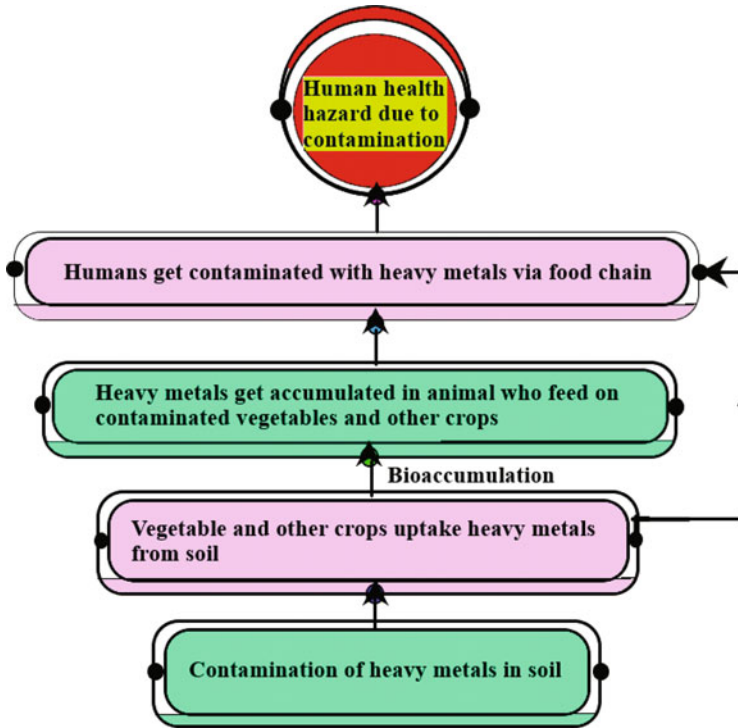 Human health
hazard due to
contamination
Humans get contaminated with heavy metals via food chain
Heavy metals get accumulated in animal who feed on
contaminated vegetables and other crops
Bioaccumulation
Vegetable and other crops uptake heavy metals
from soil
Contamination of heavy metals in soil